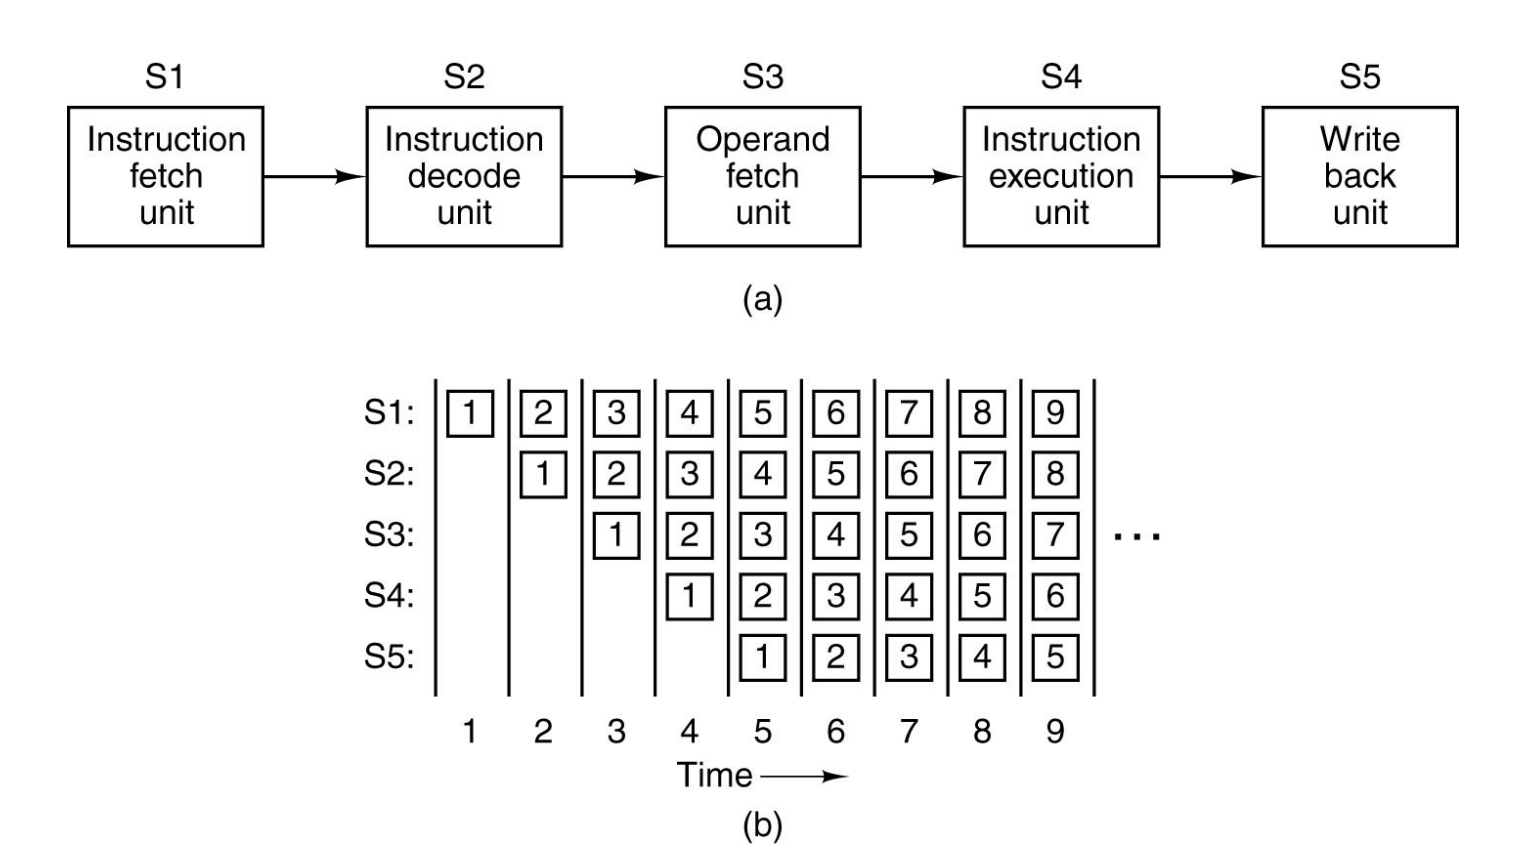 S1 S2 S3 S4 S5
Instruction fetch unit
Instruction decode unit
Operand fetch unit
Instruction execution unit
Write back unit
(a)
S1: 1 2 3 4 5 6 7 8 9
S2: 1 2 3 4 5 6 7 8
S3: 1 2 3 4 5 6 7 ...
S4: 1 2 3 4 5 6
S5: 1 2 3 4 5
1 2 3 4 5 6 7 8 9
Time
(b)